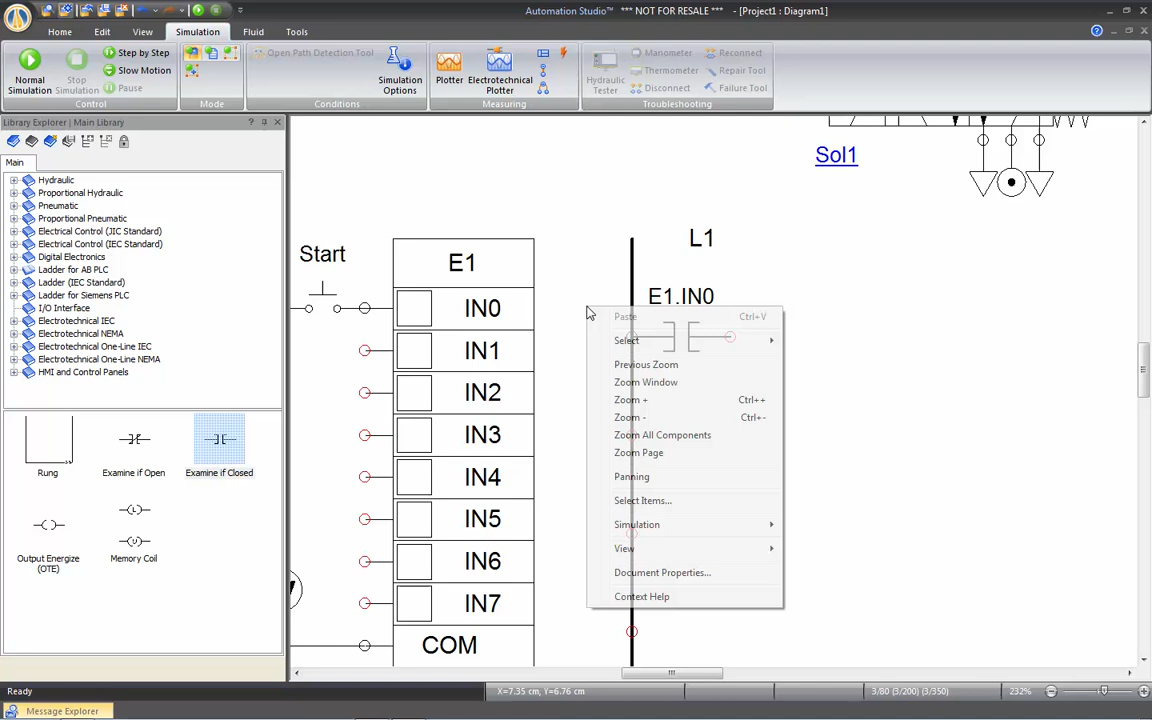 Automation Studio™ *** NOT FOR RESALE *** - [Project1 : Diagram1]
Home Edit View Simulation Fluid Tools
Normal Simulation
Stop Simulation
Step by Step
Slow Motion
Pause
Control
Mode
Open Path Detection Tool
Simulation Options
Conditions
Plotter
Electrotechnical Plotter
Measuring
Hydraulic Tester
Manometer
Thermometer
Disconnect
Reconnect
Repair Tool
Failure Tool
Troubleshooting
Library Explorer | Main Library
Main
Hydraulic
Proportional Hydraulic
Pneumatic
Proportional Pneumatic
Electrical Control (JIC Standard)
Electrical Control (IEC Standard)
Digital Electronics
Ladder for AB PLC
Ladder (IEC Standard)
Ladder for Siemens PLC
I/O Interface
Electrotechnical IEC
Electrotechnical NEMA
Electrotechnical One-Line IEC
Electrotechnical One-Line NEMA
HMI and Control Panels
Rung
Examine if Open
Examine if Closed
Output Energize (OTE)
Memory Coil
Sol1
Start
E1
IN0
IN1
IN2
IN3
IN4
IN5
IN6
IN7
COM
L1
E1.IN0
Paste Ctrl+V
Select
Previous Zoom
Zoom Window
Zoom + Ctrl++
Zoom - Ctrl+-
Zoom All Components
Zoom Page
Panning
Select Items...
Simulation
View
Document Properties...
Context Help
Ready
X=7.35 cm, Y=6.76 cm
3/80 (3/200) (3/350)
232%
Message Explorer